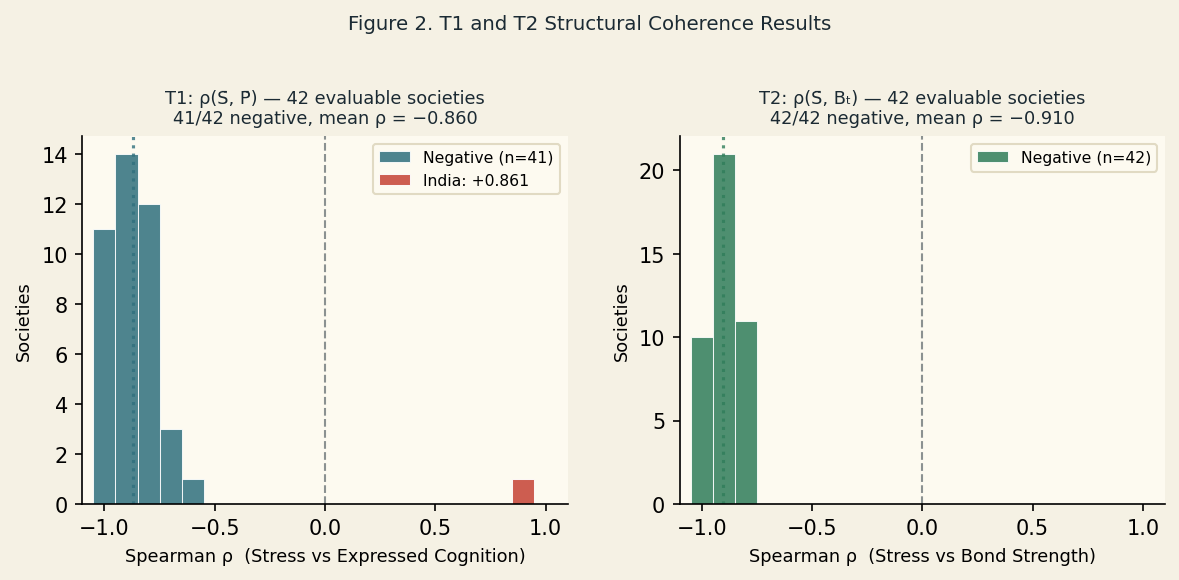 Figure 2. T1 and T2 Structural Coherence Results
T1: ρ(S, P) — 42 evaluable societies
41/42 negative, mean ρ = −0.860
Negative (n=41)
India: +0.861
14
12
10
8
6
4
2
0
Societies
−1.0
−0.5
0.0
0.5
1.0
Spearman ρ  (Stress vs Expressed Cognition)
T2: ρ(S, Bₜ) — 42 evaluable societies
42/42 negative, mean ρ = −0.910
Negative (n=42)
20
15
10
5
0
Societies
−1.0
−0.5
0.0
0.5
1.0
Spearman ρ  (Stress vs Bond Strength)